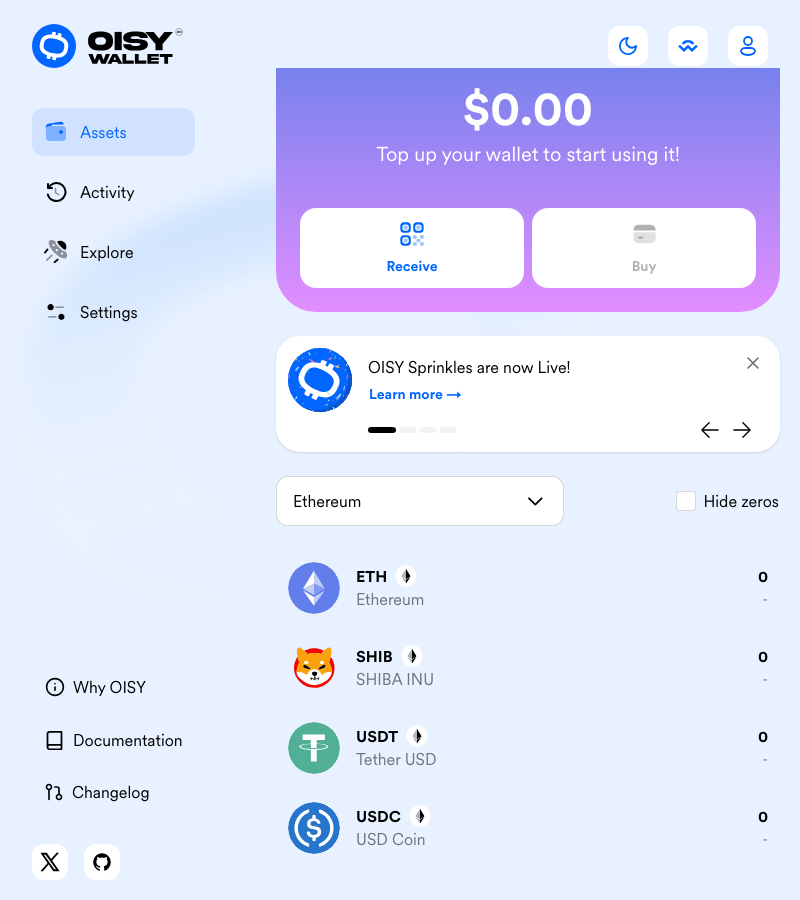 OISY
WALLET
Assets
Activity
Explore
Settings
Why OISY
Documentation
Changelog
$0.00
Top up your wallet to start using it!
Receive
Buy
OISY Sprinkles are now Live!
Learn more →
Ethereum
Hide zeros
ETH
0
Ethereum
-
SHIB
0
SHIBA INU
-
USDT
0
Tether USD
-
USDC
0
USD Coin
-